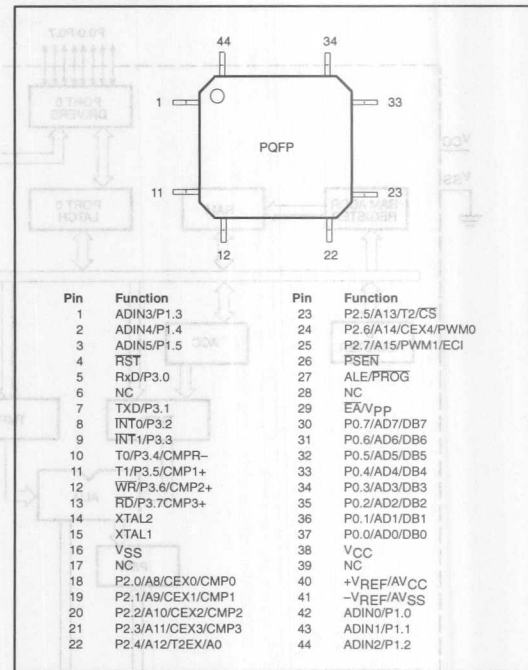 44 34
1 33
PQFP
11 23
12 22
Pin Function Pin Function
1 ADIN3/P1.3 23 P2.5/A13/T2/C̅S̅
2 ADIN4/P1.4 24 P2.6/A14/CEX4/PWM0
3 ADIN5/P1.5 25 P2.7/A15/PWM1/ECI
4 R̅S̅T̅ 26 P̅S̅E̅N̅
5 RxD/P3.0 27 ALE/P̅R̅O̅G̅
6 NC 28 NC
7 TXD/P3.1 29 E̅A̅/VPP
8 I̅N̅T̅0/P3.2 30 P0.7/AD7/DB7
9 I̅N̅T̅1/P3.3 31 P0.6/AD6/DB6
10 T0/P3.4/CMPR– 32 P0.5/AD5/DB5
11 T1/P3.5/CMP1+ 33 P0.4/AD4/DB4
12 W̅R̅/P3.6/CMP2+ 34 P0.3/AD3/DB3
13 R̅D̅/P3.7CMP3+ 35 P0.2/AD2/DB2
14 XTAL2 36 P0.1/AD1/DB1
15 XTAL1 37 P0.0/AD0/DB0
16 VSS 38 VCC
17 NC 39 NC
18 P2.0/A8/CEX0/CMP0 40 +VREF/AVCC
19 P2.1/A9/CEX1/CMP1 41 –VREF/AVSS
20 P2.2/A10/CEX2/CMP2 42 ADIN0/P1.0
21 P2.3/A11/CEX3/CMP3 43 ADIN1/P1.1
22 P2.4/A12/T2EX/A0 44 ADIN2/P1.2